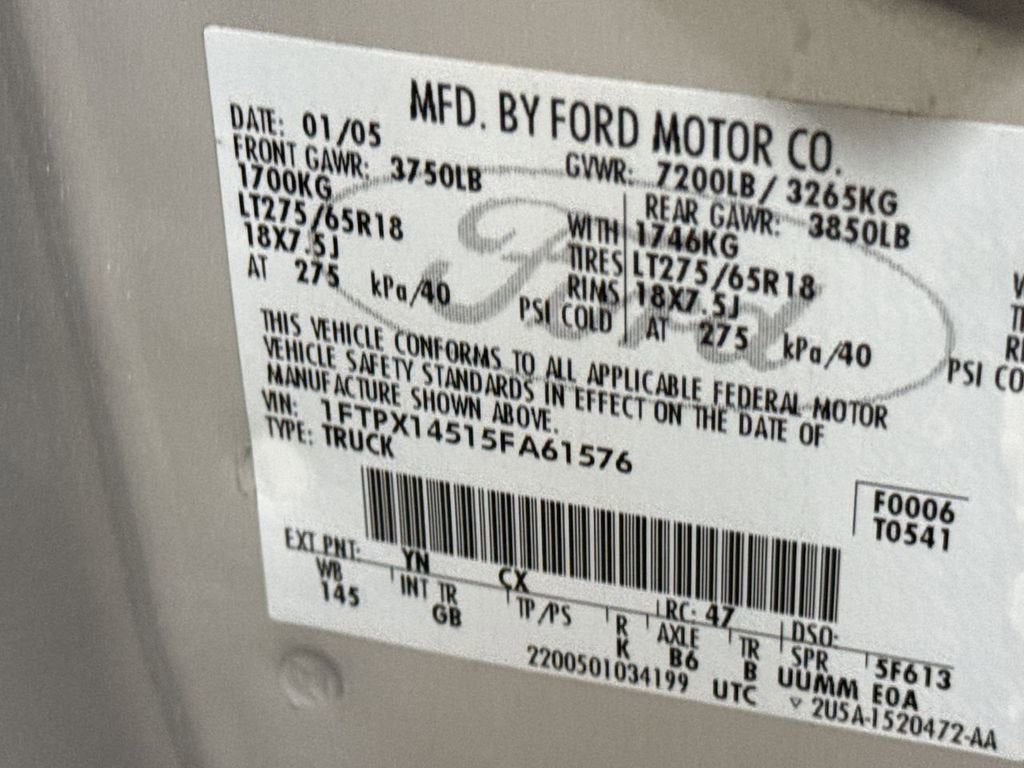 MFD. BY FORD MOTOR CO.
DATE: 01/05 GVWR: 7200LB / 3265KG
FRONT GAWR: 3750LB REAR GAWR: 3850LB
1700KG WITH 1746KG
LT275/65R18 TIRES LT275/65R18
18X7.5J RIMS 18X7.5J
AT 275 kPa/40 PSI COLD AT 275 kPa/40 PSI CO
Ford
THIS VEHICLE CONFORMS TO ALL APPLICABLE FEDERAL MOTOR
VEHICLE SAFETY STANDARDS IN EFFECT ON THE DATE OF
MANUFACTURE SHOWN ABOVE.
VIN: 1FTPX14515FA61576
TYPE: TRUCK
F0006
T0541
EXT PNT: YN CX LRC: 47 DSO:
WB INT TR TP/PS R AXLE TR SPR 5F613
145 GB K B6 B UUMM E0A
2200501034199 UTC 2U5A-1520472-AA